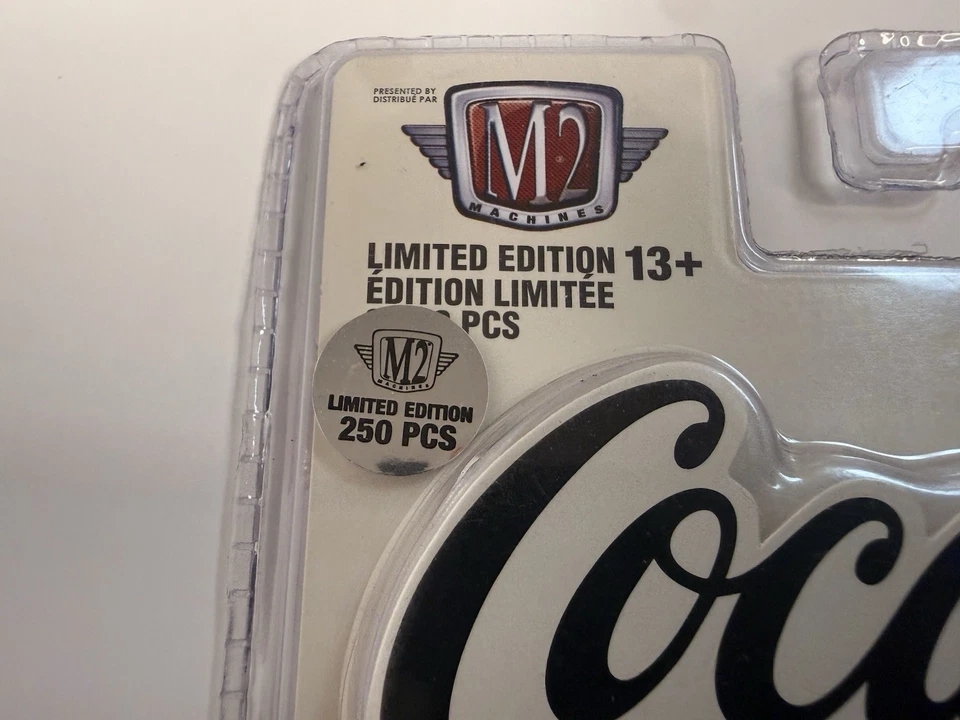 PRESENTED BY
DISTRIBUÉ PAR
M2
MACHINES
LIMITED EDITION 13+
ÉDITION LIMITÉE
PCS
M2
MACHINES
LIMITED EDITION
250 PCS
Coca